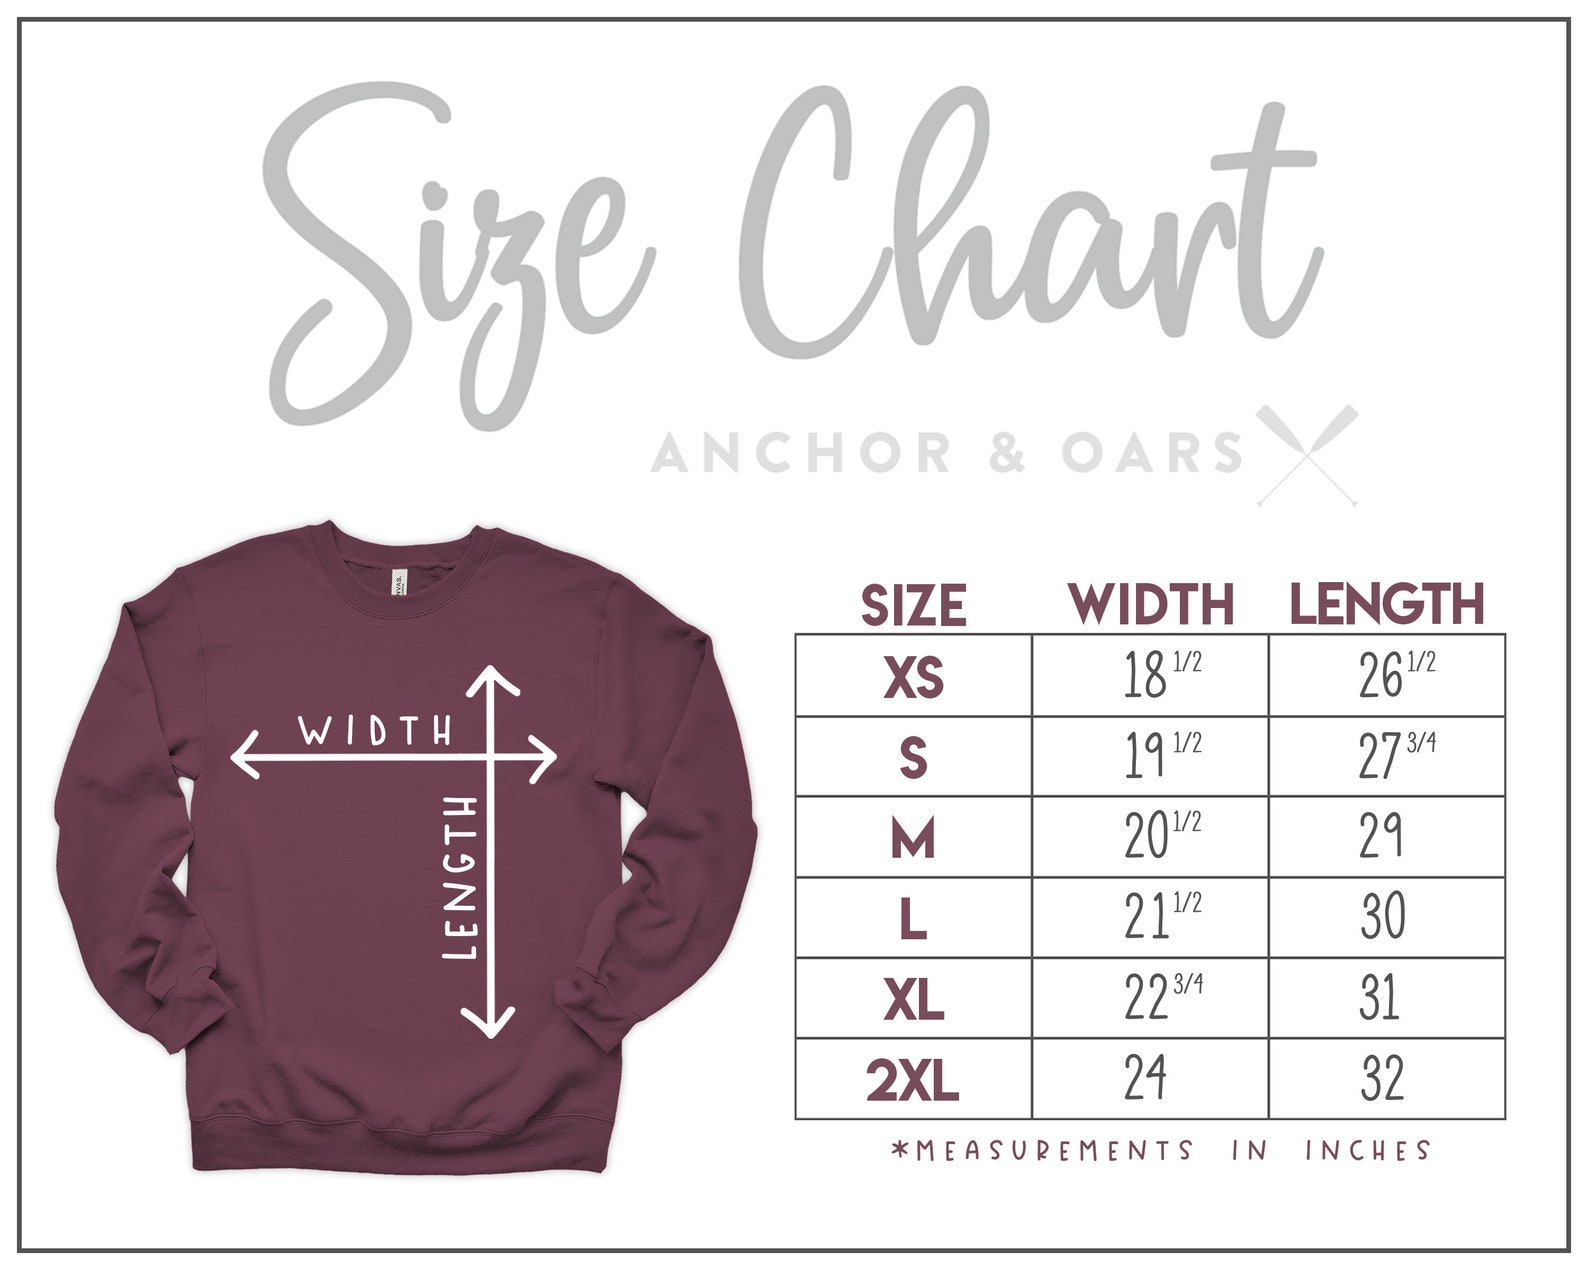 Size Chart
ANCHOR & OARS
WIDTH
LENGTH
SIZE WIDTH LENGTH
XS 18 1/2 26 1/2
S 19 1/2 27 3/4
M 20 1/2 29
L 21 1/2 30
XL 22 3/4 31
2XL 24 32
*MEASUREMENTS IN INCHES